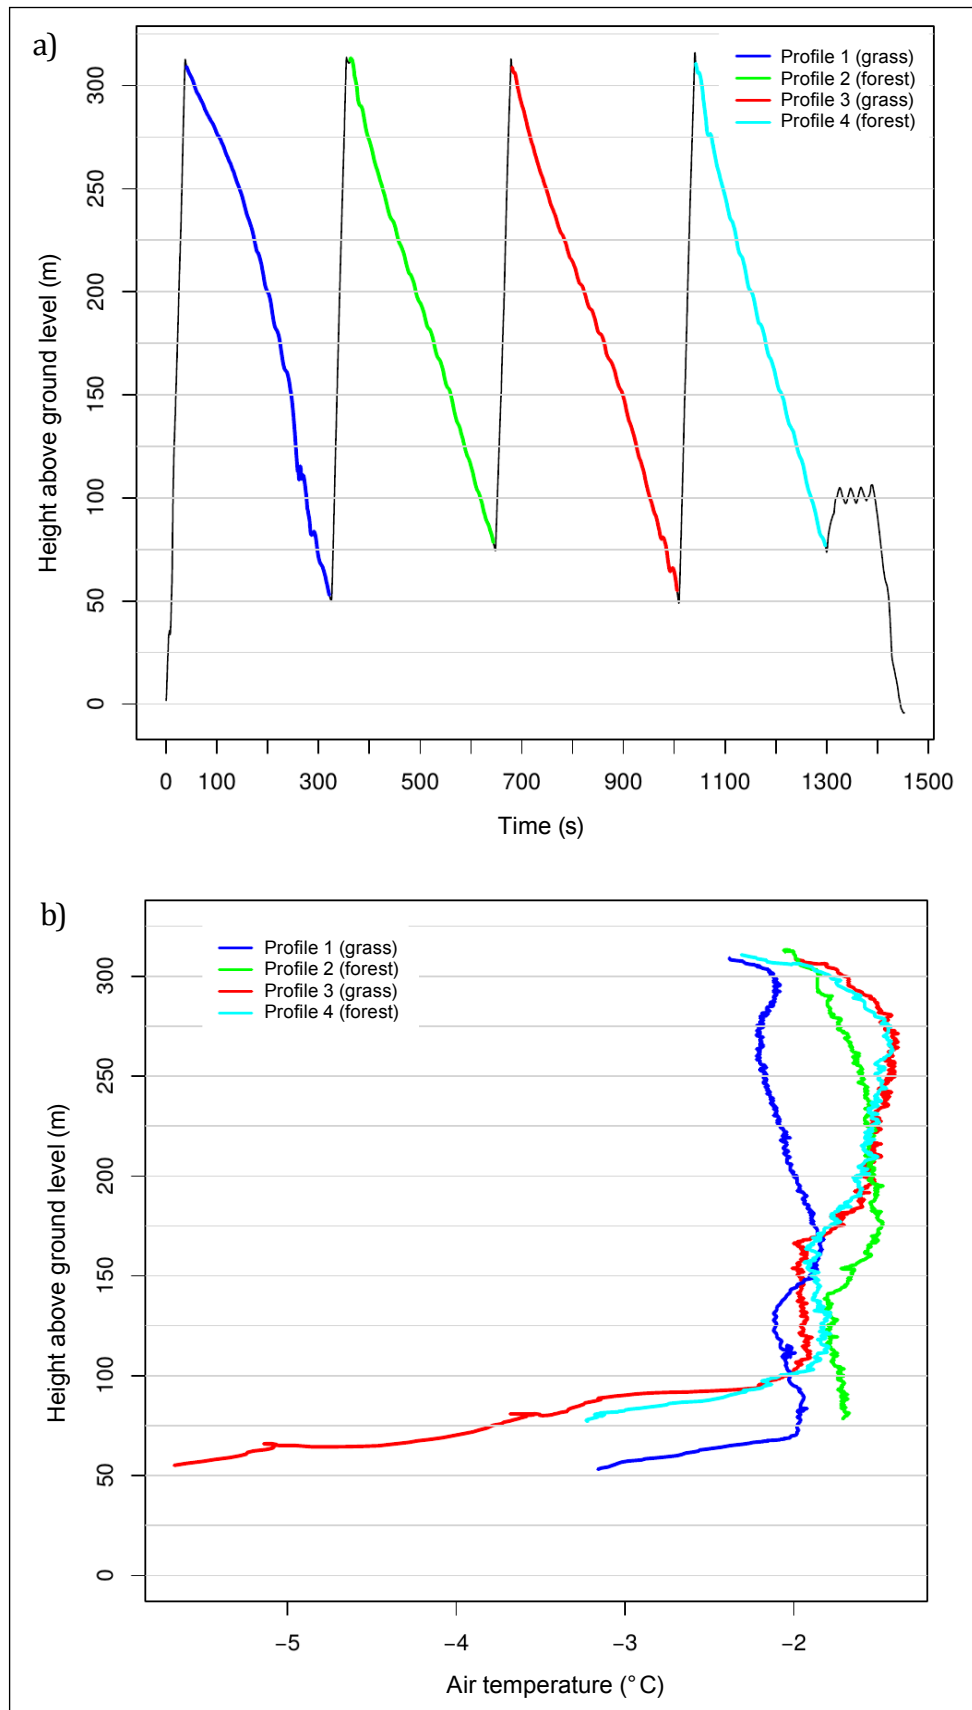 a)
Profile 1 (grass)
Profile 2 (forest)
Profile 3 (grass)
Profile 4 (forest)
300
250
200
150
100
50
0
Height above ground level (m)
0 100 300 500 700 900 1100 1300 1500
Time (s)
b)
Profile 1 (grass)
Profile 2 (forest)
Profile 3 (grass)
Profile 4 (forest)
300
250
200
150
100
50
0
Height above ground level (m)
−5 −4 −3 −2
Air temperature (° C)